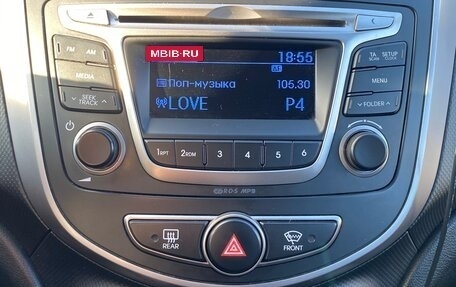 MBIB.RU
FM
AM
MEDIA
SEEK
TRACK
18:55
AF
Поп-музыка 105.30
LOVE P4
TA
SCAN
SETUP
CLOCK
MENU
FOLDER
1RPT
2RDM
3
4
5
6
RDS MP3
REAR
FRONT